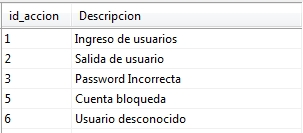 id_accion Descripcion
1 Ingreso de usuarios
2 Salida de usuario
3 Password Incorrecta
5 Cuenta bloqueda
6 Usuario desconocido